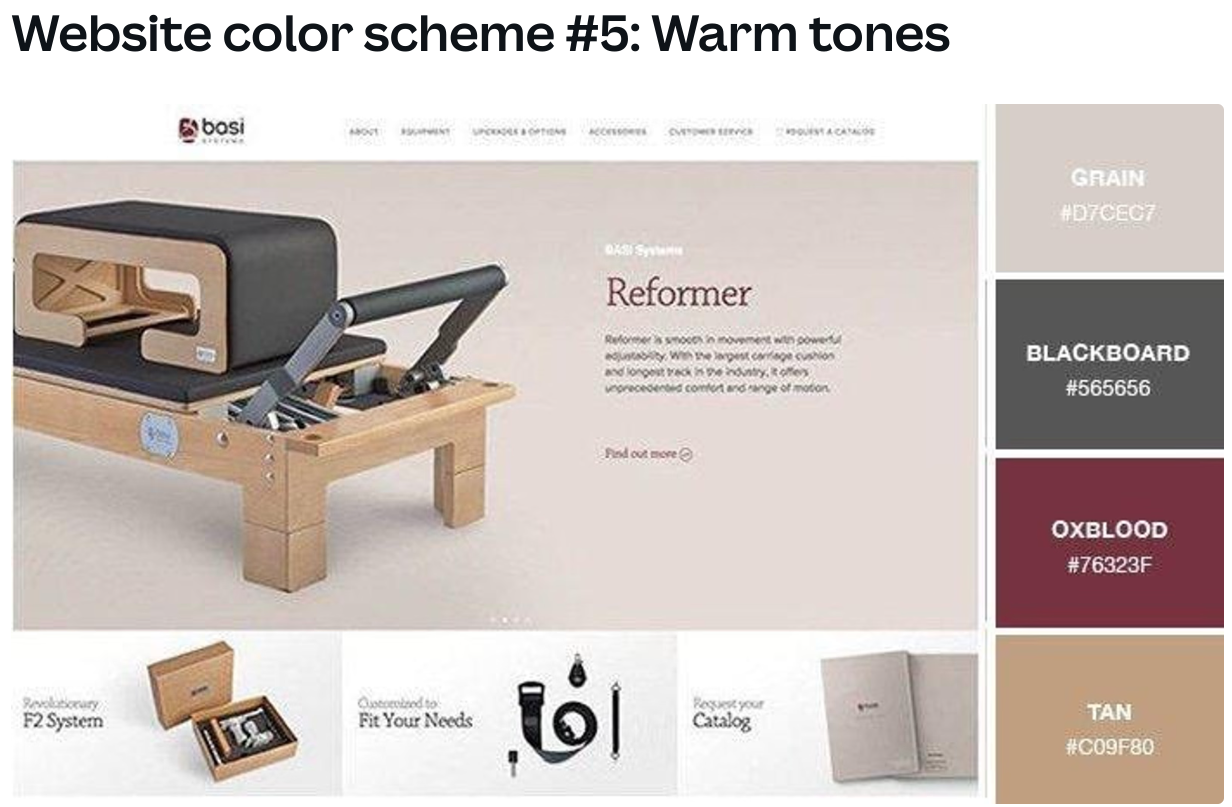 Website color scheme #5: Warm tones
basi
SYSTEMS
ABOUT EQUIPMENT UPGRADES & OPTIONS ACCESSORIES CUSTOMER SERVICE REQUEST A CATALOG
BASI Systems
Reformer
Reformer is smooth in movement with powerful
adjustability. With the largest carriage cushion
and longest track in the industry, it offers
unprecedented comfort and range of motion.
Find out more
Revolutionary
F2 System
Customized to
Fit Your Needs
Request your
Catalog
basi
GRAIN
#D7CEC7
BLACKBOARD
#565656
OXBLOOD
#76323F
TAN
#C09F80